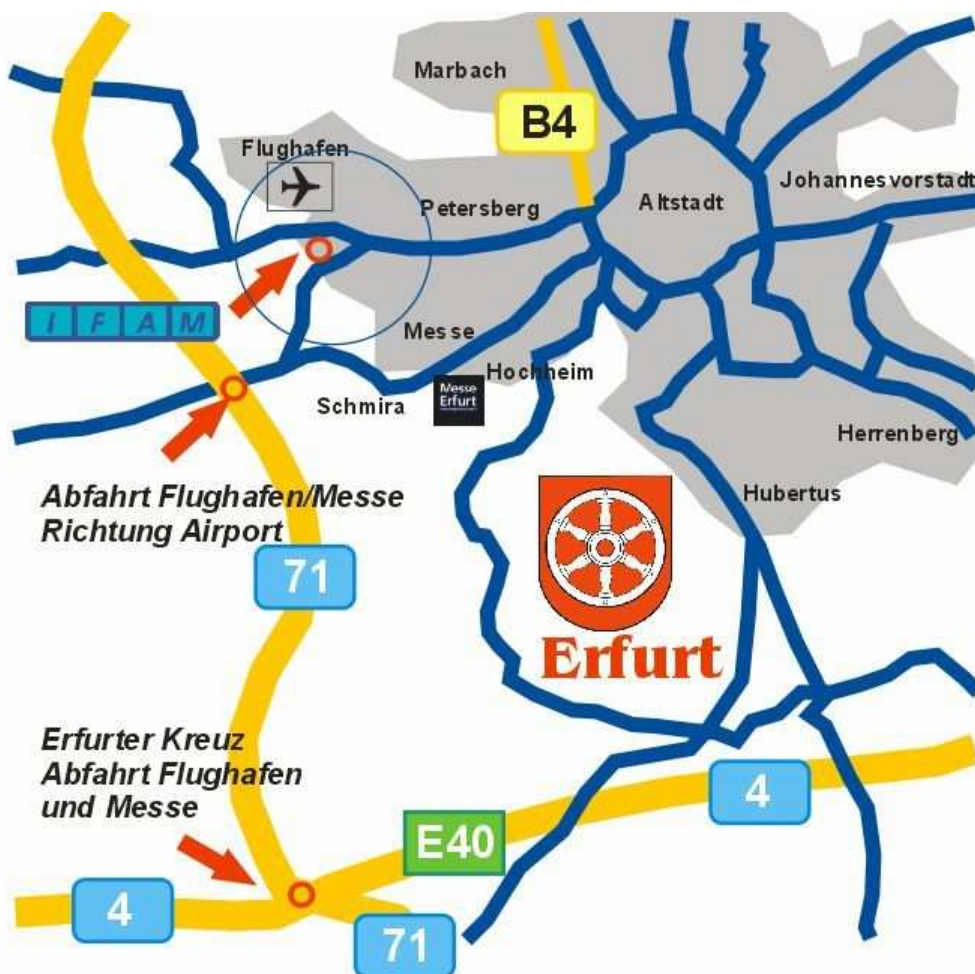 Marbach
B4
Flughafen
Johannesvorstadt
Altstadt
Petersberg
IFAM
Messe
Hochheim
Messe
Erfurt
Schmira
Herrenberg
Hubertus
Abfahrt Flughafen/Messe
Richtung Airport
71
Erfurt
Erfurter Kreuz
Abfahrt Flughafen
und Messe
4
E40
4
71